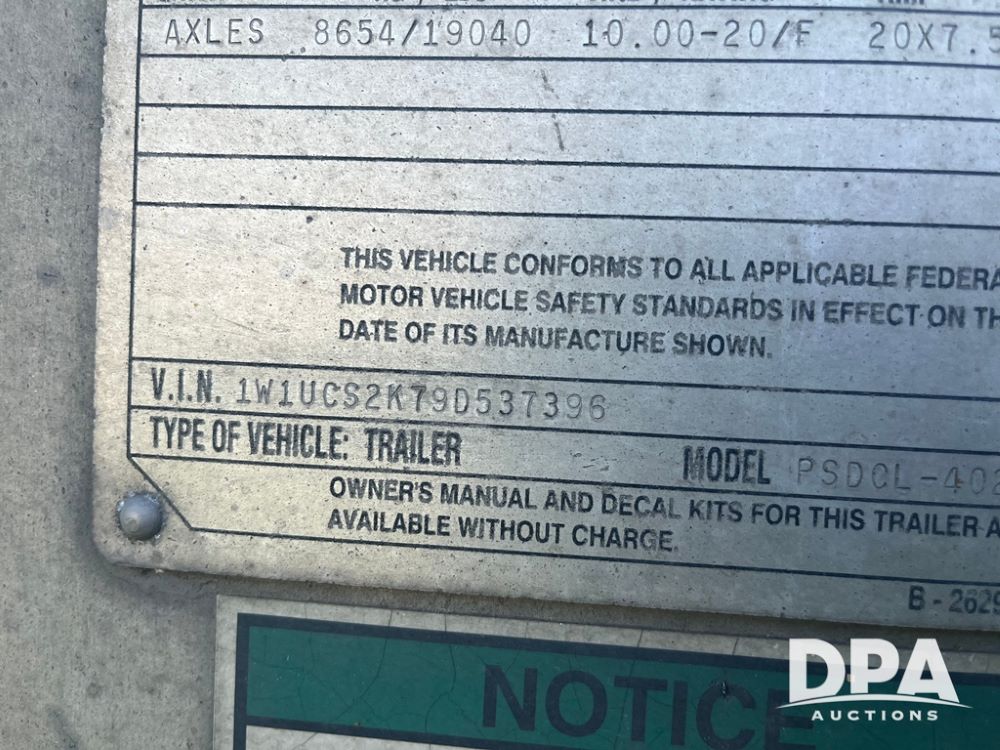 AXLES 8654/19040 10.00-20/F 20X7.5
THIS VEHICLE CONFORMS TO ALL APPLICABLE FEDERA
MOTOR VEHICLE SAFETY STANDARDS IN EFFECT ON TH
DATE OF ITS MANUFACTURE SHOWN.
V.I.N. 1W1UCS2K79D537396
TYPE OF VEHICLE: TRAILER MODEL PSDCL-402
OWNER'S MANUAL AND DECAL KITS FOR THIS TRAILER A
AVAILABLE WITHOUT CHARGE.
B - 2629
NOTICE
DPA
AUCTIONS